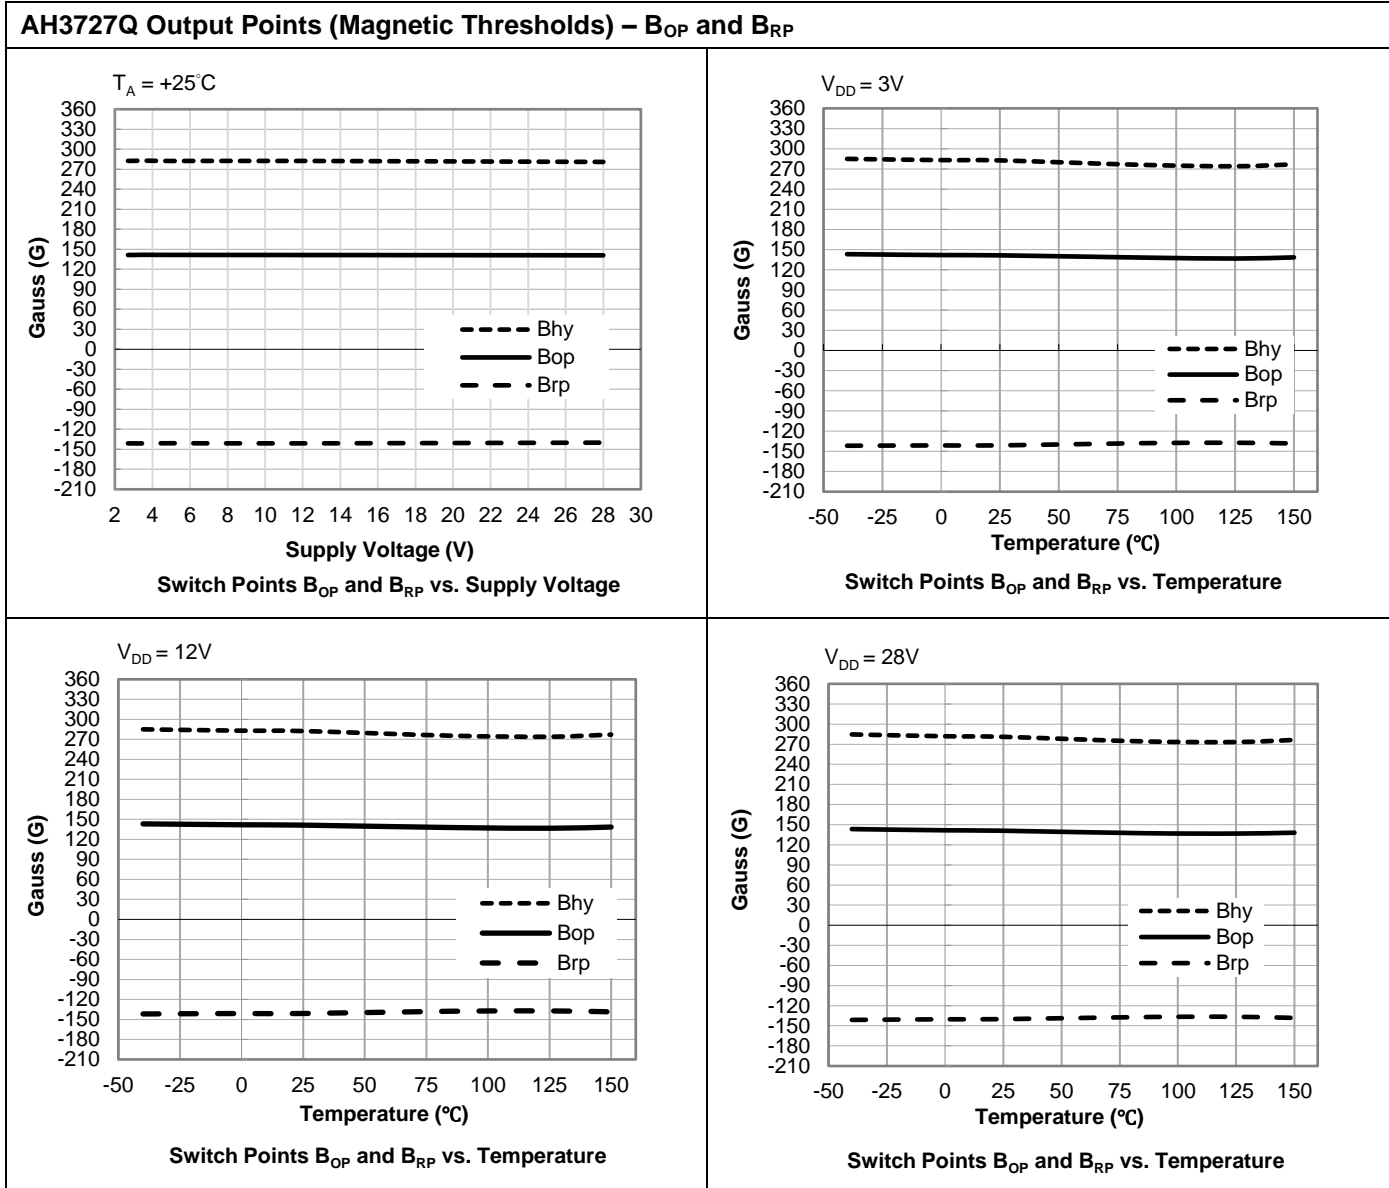 AH3727Q Output Points (Magnetic Thresholds) – BOP and BRP
TA = +25°C
360
330
300
270
240
210
180
150
120
90
60
30
0
-30
-60
-90
-120
-150
-180
-210
Gauss (G)
Bhy
Bop
Brp
2 4 6 8 10 12 14 16 18 20 22 24 26 28 30
Supply Voltage (V)
Switch Points BOP and BRP vs. Supply Voltage
VDD = 3V
360
330
300
270
240
210
180
150
120
90
60
30
0
-30
-60
-90
-120
-150
-180
-210
Gauss (G)
Bhy
Bop
Brp
-50 -25 0 25 50 75 100 125 150
Temperature (℃)
Switch Points BOP and BRP vs. Temperature
VDD = 12V
360
330
300
270
240
210
180
150
120
90
60
30
0
-30
-60
-90
-120
-150
-180
-210
Gauss (G)
Bhy
Bop
Brp
-50 -25 0 25 50 75 100 125 150
Temperature (℃)
Switch Points BOP and BRP vs. Temperature
VDD = 28V
360
330
300
270
240
210
180
150
120
90
60
30
0
-30
-60
-90
-120
-150
-180
-210
Gauss (G)
Bhy
Bop
Brp
-50 -25 0 25 50 75 100 125 150
Temperature (℃)
Switch Points BOP and BRP vs. Temperature